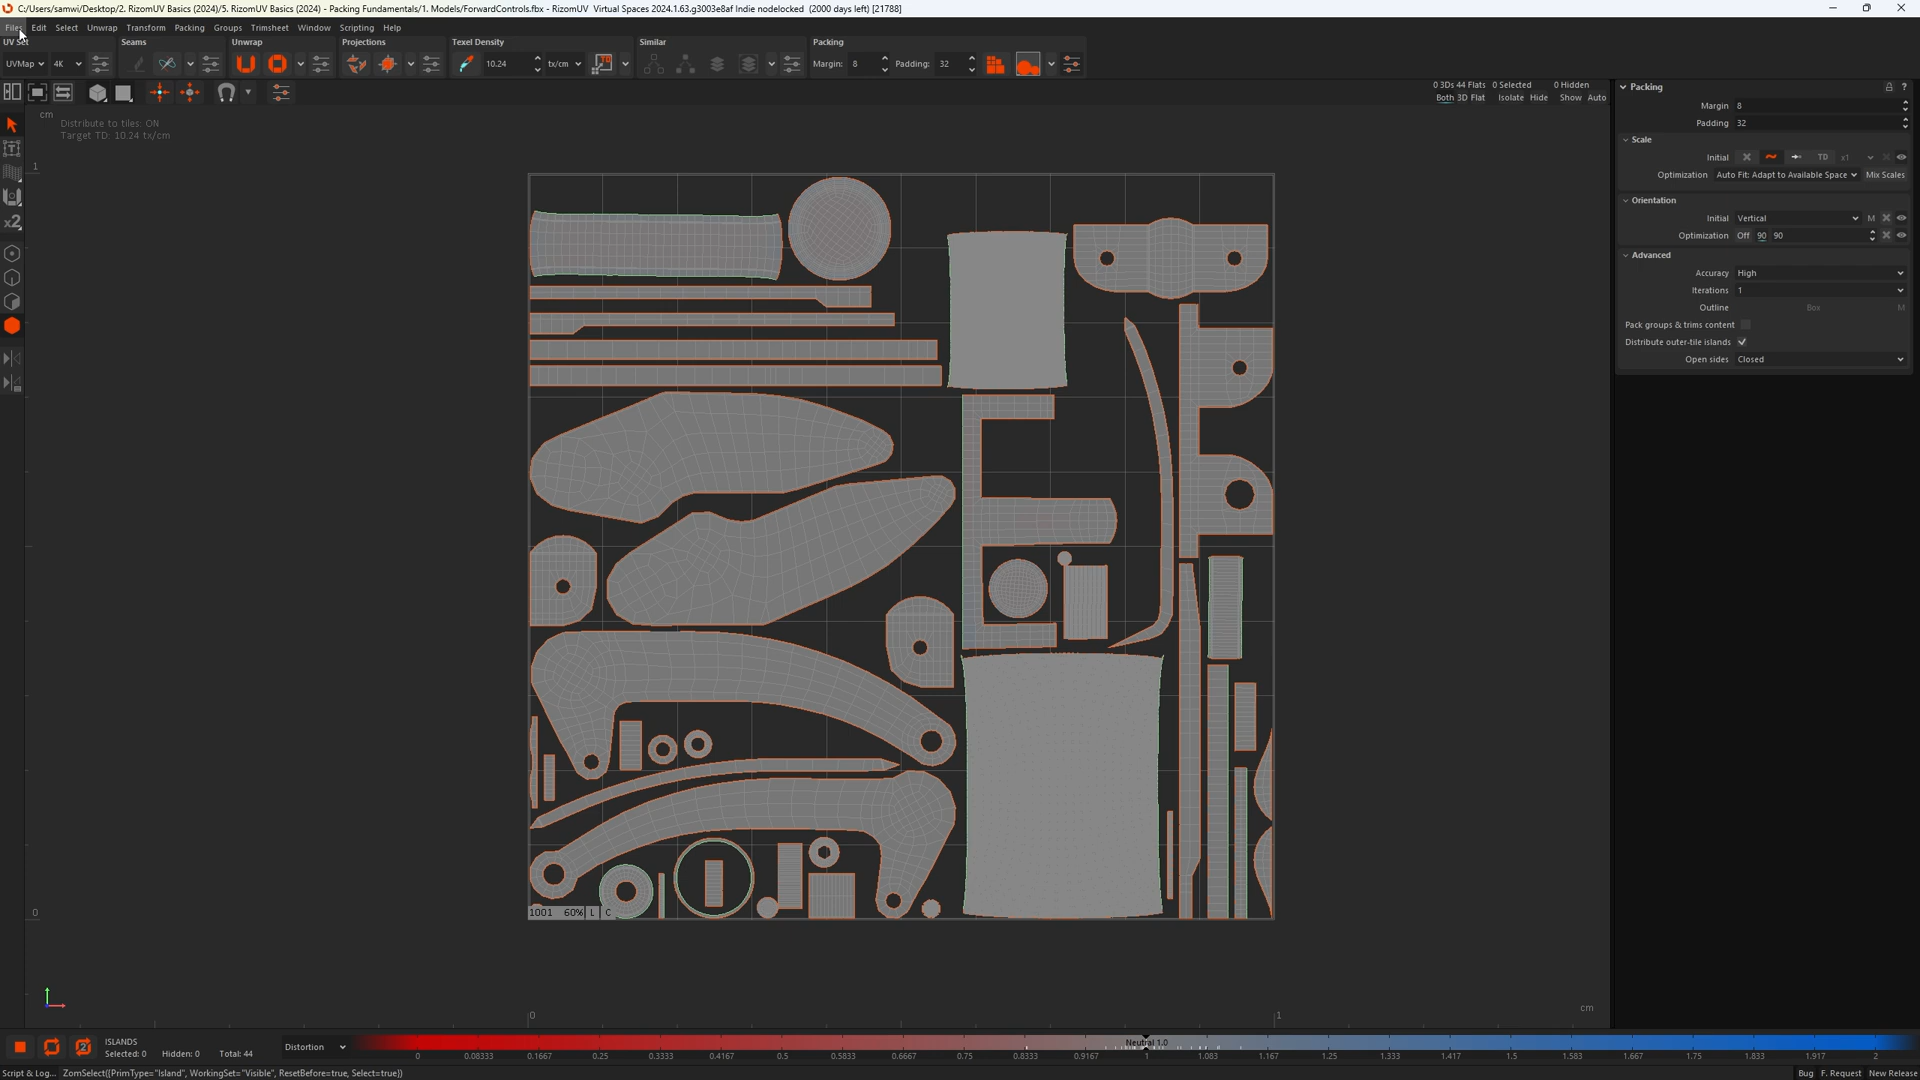 C:/Users/samwi/Desktop/2. RizomUV Basics (2024)/5. RizomUV Basics (2024) - Packing Fundamentals/1. Models/ForwardControls.fbx - RizomUV  Virtual Spaces 2024.1.63.g3003e8af Indie nodelocked  (2000 days left) [21788]
Files Edit Select Unwrap Transform Packing Groups Trimsheet Window Scripting Help
UV Set Seams Unwrap Projections Texel Density Similar Packing
UVMap 4K 10.24 tx/cm TD Margin: 8 Padding: 32
0 3Ds 44 Flats 0 Selected 0 Hidden
Both 3D Flat Isolate Hide Show Auto
cm
Distribute to tiles: ON
Target TD: 10.24 tx/cm
x2
1
0
1001 60% L C
0 1 cm
Packing ?
Margin 8
Padding 32
Scale
Initial TD x1
Optimization Auto Fit: Adapt to Available Space Mix Scales
Orientation
Initial Vertical M
Optimization Off 90 90
Advanced
Accuracy High
Iterations 1
Outline Box M
Pack groups & trims content
Distribute outer-tile islands
Open sides Closed
ISLANDS
Selected: 0 Hidden: 0 Total: 44
Distortion
Neutral 1.0
0 0.08333 0.1667 0.25 0.3333 0.4167 0.5 0.5833 0.6667 0.75 0.8333 0.9167 1 1.083 1.167 1.25 1.333 1.417 1.5 1.583 1.667 1.75 1.833 1.917 2
Script & Log... ZomSelect({PrimType="Island", WorkingSet="Visible", ResetBefore=true, Select=true})
Bug F. Request New Release